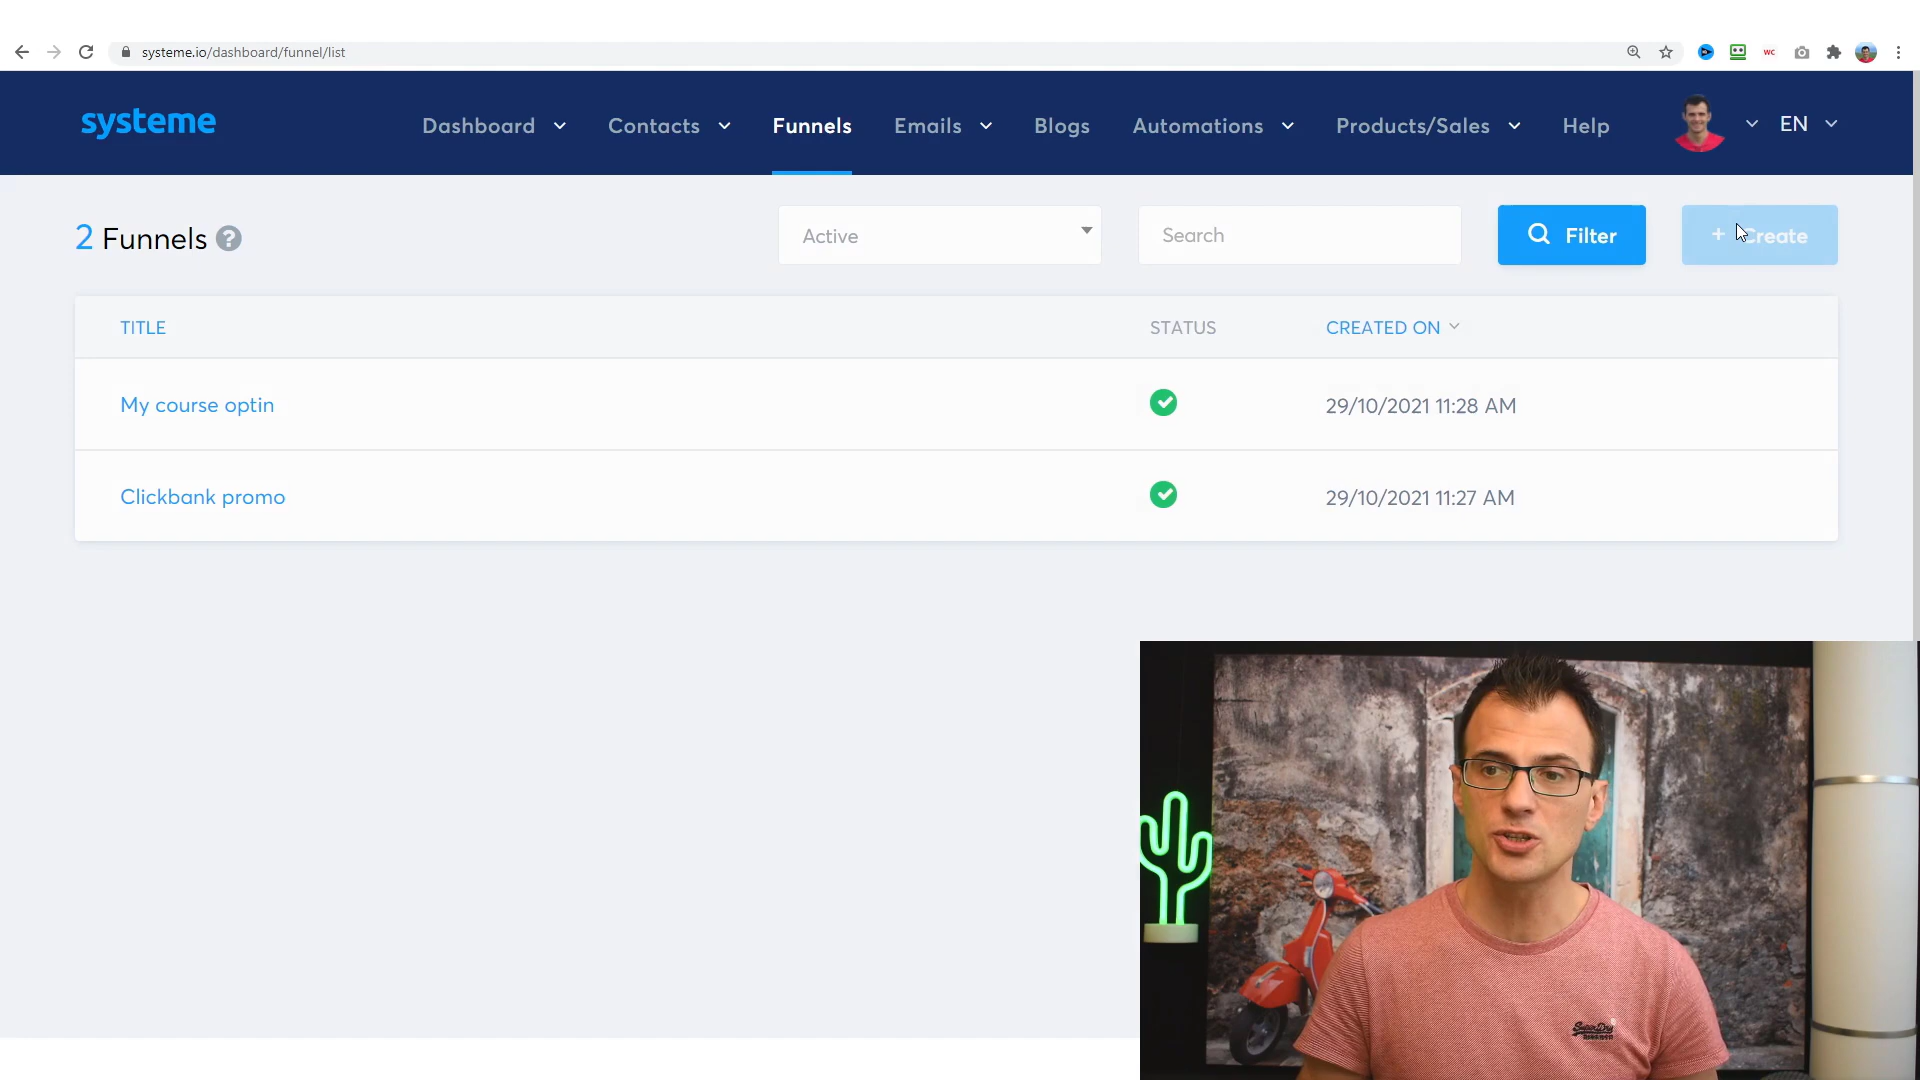 systeme.io/dashboard/funnel/list
WC
systeme
Dashboard Contacts Funnels Emails Blogs Automations Products/Sales Help EN
2 Funnels ?
Active Search Filter + Create
TITLE STATUS CREATED ON
My course optin 29/10/2021 11:28 AM
Clickbank promo 29/10/2021 11:27 AM